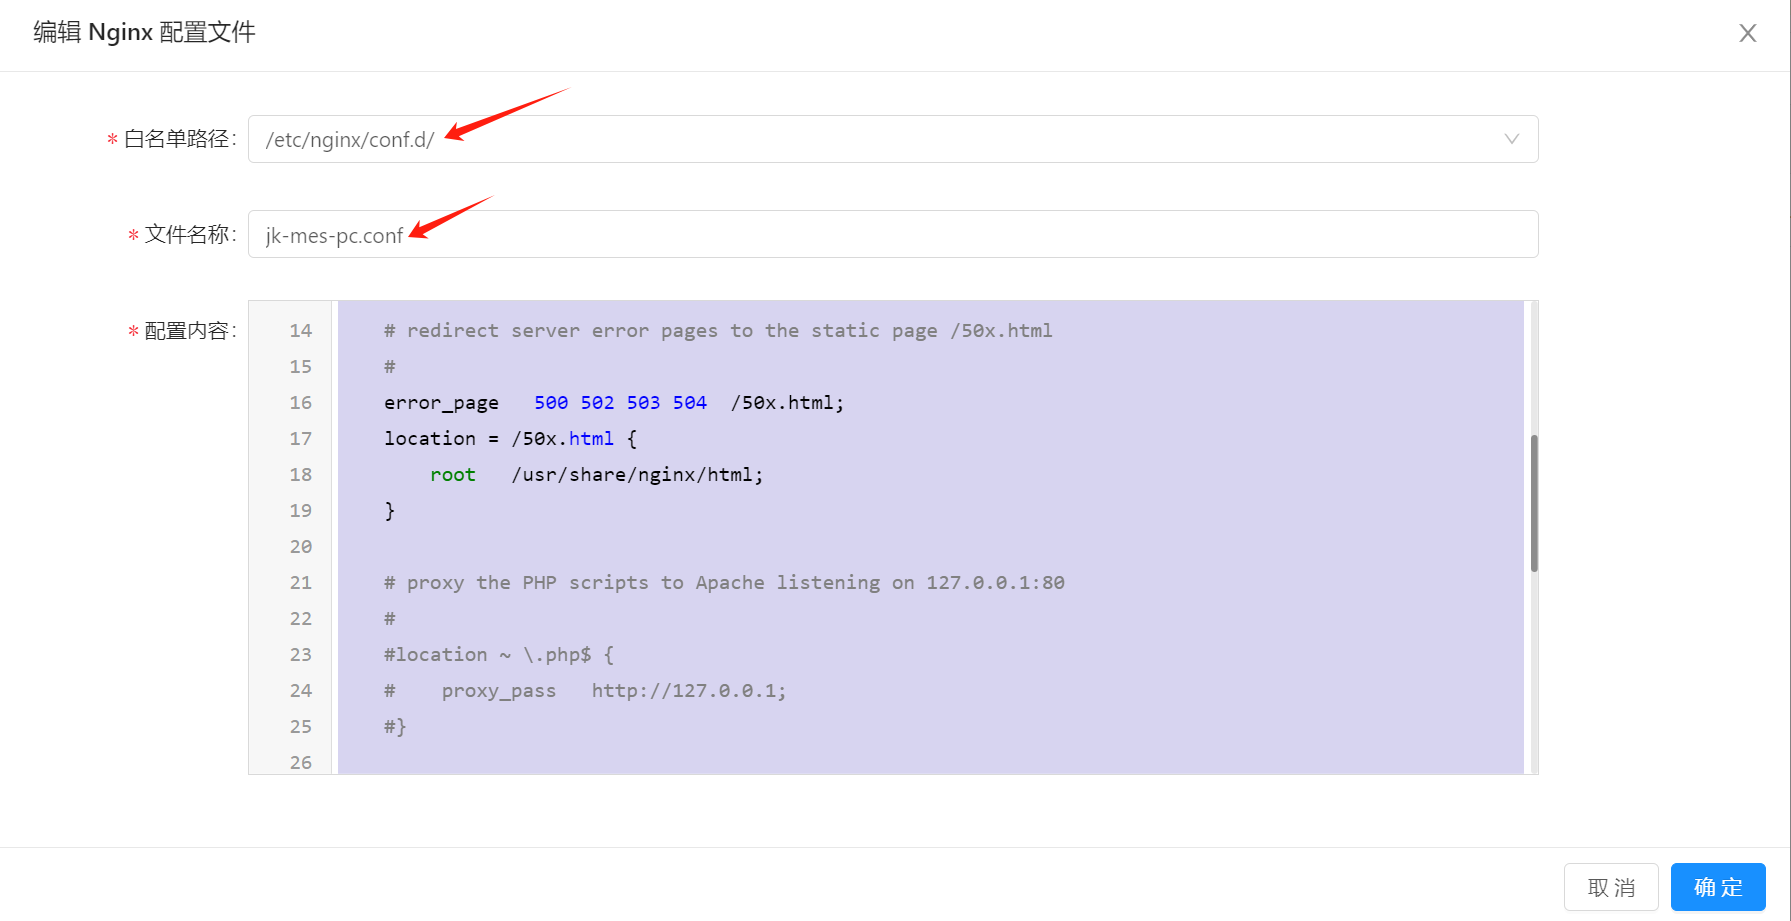 编辑 Nginx 配置文件
* 白名单路径: /etc/nginx/conf.d/
* 文件名称: jk-mes-pc.conf
* 配置内容:
14 # redirect server error pages to the static page /50x.html
15 #
16 error_page   500 502 503 504  /50x.html;
17 location = /50x.html {
18     root   /usr/share/nginx/html;
19 }
20
21 # proxy the PHP scripts to Apache listening on 127.0.0.1:80
22 #
23 #location ~ \.php$ {
24 #    proxy_pass   http://127.0.0.1;
25 #}
26
取 消 确 定